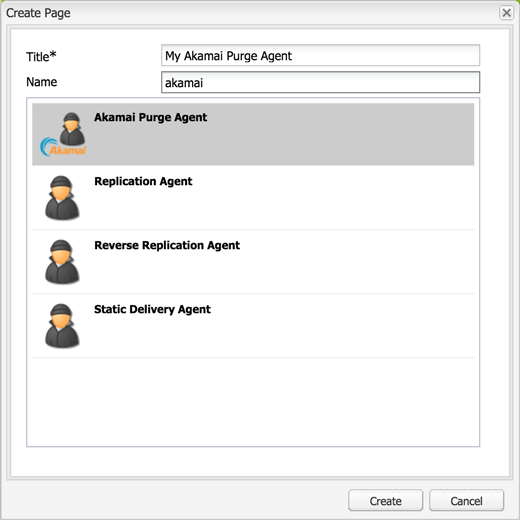 Create Page
Title* My Akamai Purge Agent
Name akamai
Akamai Purge Agent
Akamai
Replication Agent
Reverse Replication Agent
Static Delivery Agent
Create Cancel